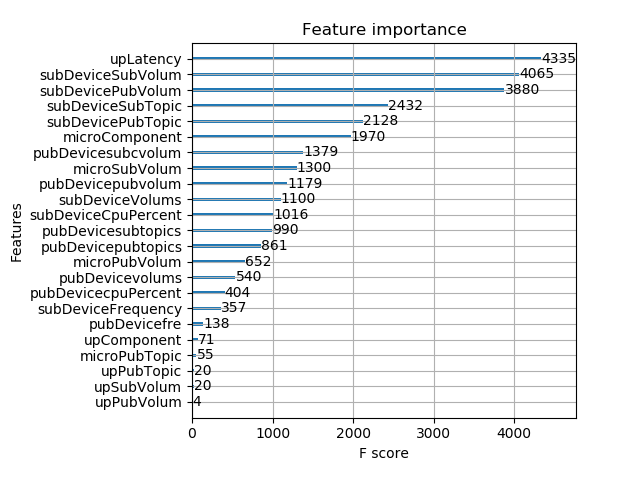 Feature importance
upLatency 4335
subDeviceSubVolum 4065
subDevicePubVolum 3880
subDeviceSubTopic 2432
subDevicePubTopic 2128
microComponent 1970
pubDevicesubcvolum 1379
microSubVolum 1300
pubDevicepubvolum 1179
subDeviceVolums 1100
subDeviceCpuPercent 1016
pubDevicesubtopics 990
pubDevicepubtopics 861
microPubVolum 652
pubDevicevolums 540
pubDevicecpuPercent 404
subDeviceFrequency 357
pubDevicefre 138
upComponent 71
microPubTopic 55
upPubTopic 20
upSubVolum 20
upPubVolum 4
Features
0 1000 2000 3000 4000
F score